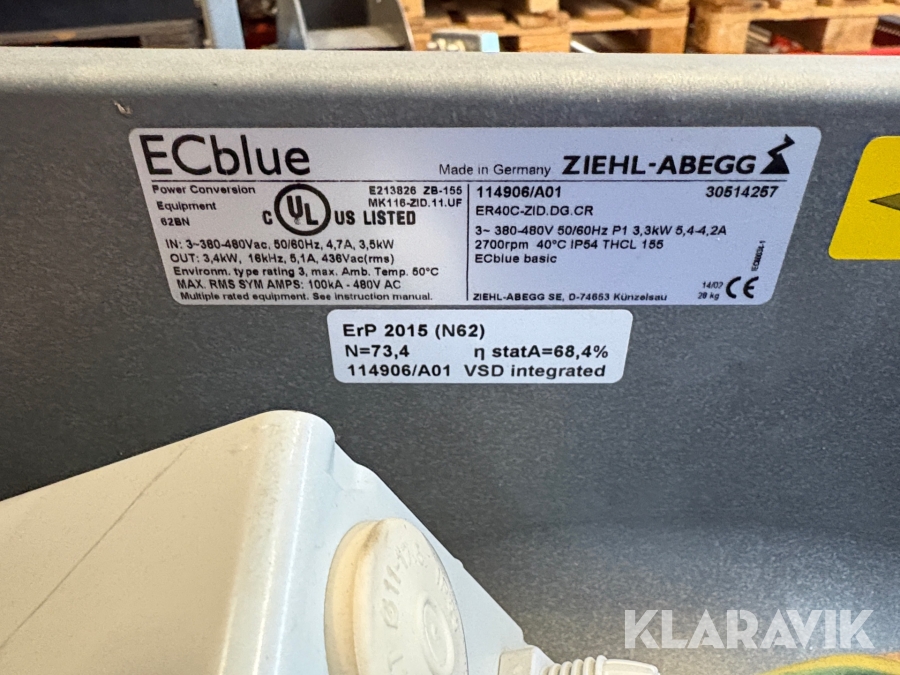 ECblue
Made in Germany ZIEHL-ABEGG
Power Conversion
Equipment
62BN
C UL US LISTED
E213826 ZB-155
MK116-ZID.11.UF
IN: 3~380-480Vac, 50/60Hz, 4,7A, 3,5kW
OUT: 3,4kW, 16kHz, 5,1A, 436Vac(rms)
Environm. type rating 3, max. Amb. Temp. 50°C
MAX. RMS SYM AMPS: 100kA - 480V AC
Multiple rated equipment. See instruction manual.
114906/A01 30514257
ER40C-ZID.DG.CR
3~ 380-480V 50/60Hz P1 3,3kW 5,4-4,2A
2700rpm 40°C IP54 THCL 155
ECblue basic
14/07
28 kg CE
ZIEHL-ABEGG SE, D-74653 Künzelsau
ErP 2015 (N62)
N=73,4 η statA=68,4%
114906/A01 VSD integrated
KLARAVIK